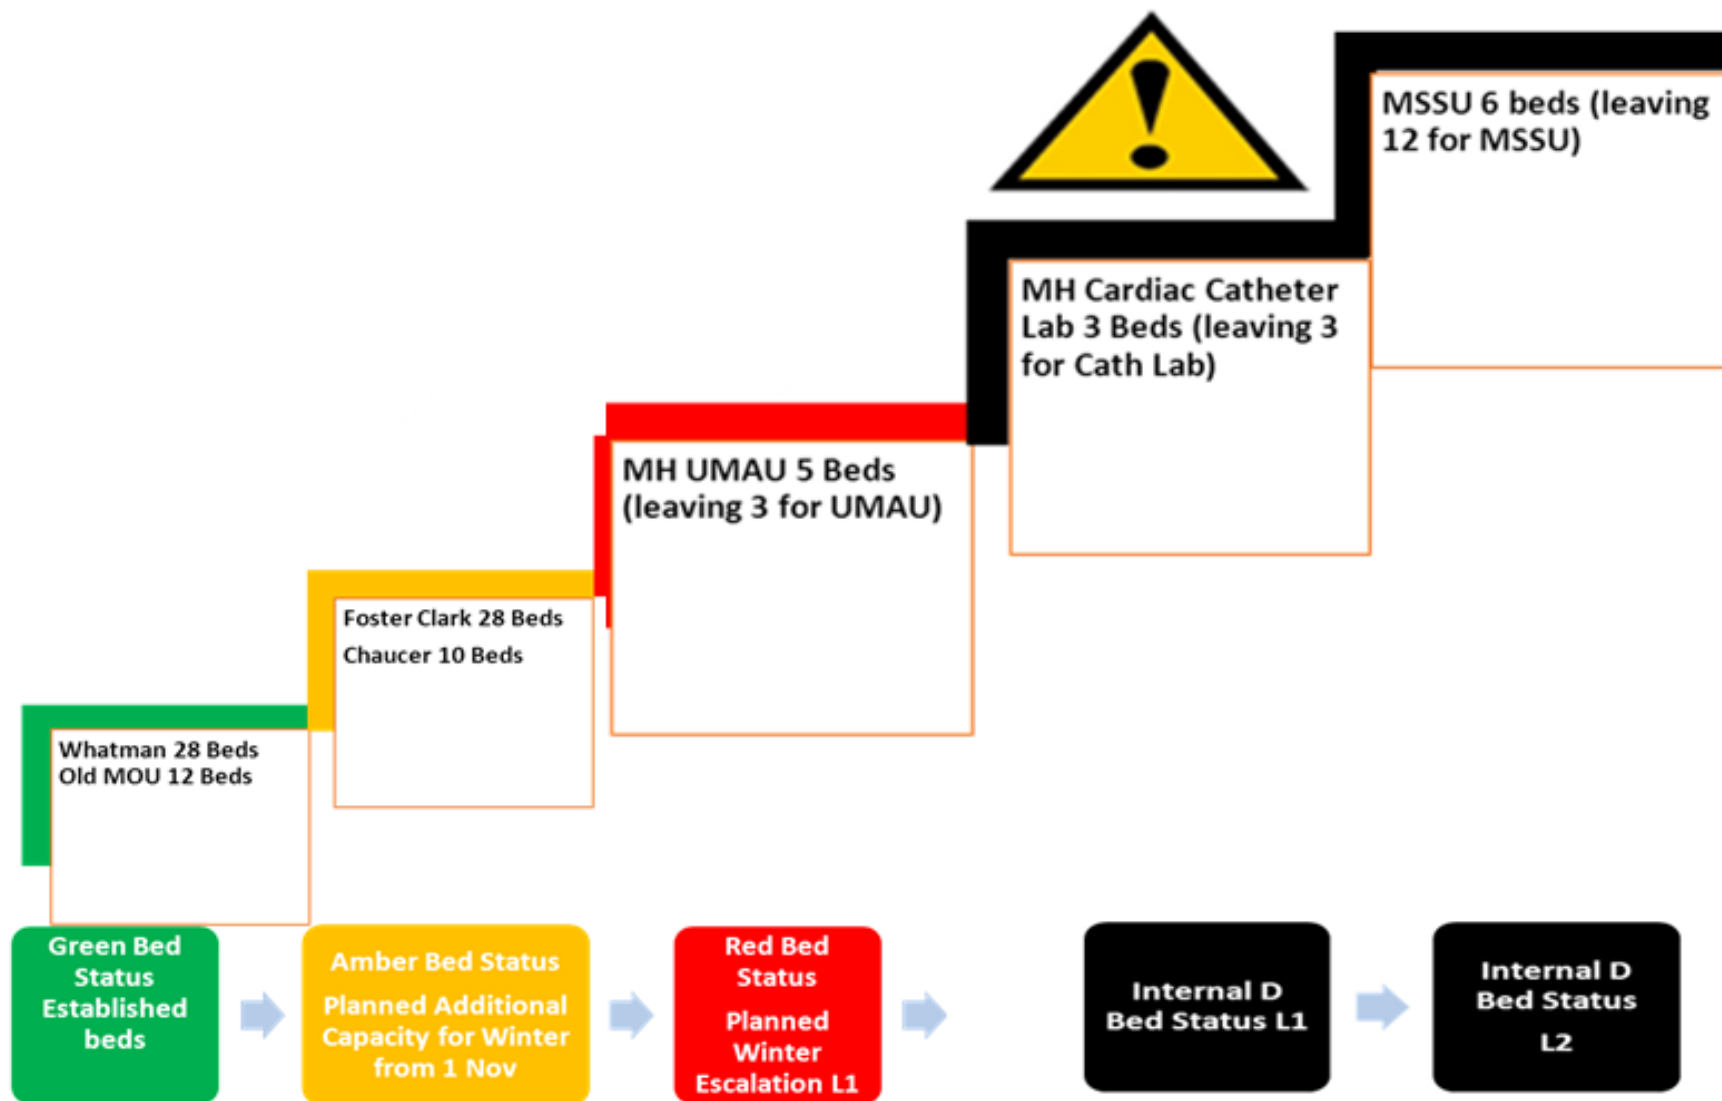 MSSU 6 beds (leaving
12 for MSSU)
MH Cardiac Catheter
Lab 3 Beds (leaving 3
for Cath Lab)
MH UMAU 5 Beds
(leaving 3 for UMAU)
Foster Clark 28 Beds
Chaucer 10 Beds
Whatman 28 Beds
Old MOU 12 Beds
Green Bed
Status
Established
beds
Amber Bed Status
Planned Additional
Capacity for Winter
from 1 Nov
Red Bed
Status
Planned
Winter
Escalation L1
Internal D
Bed Status L1
Internal D
Bed Status
L2